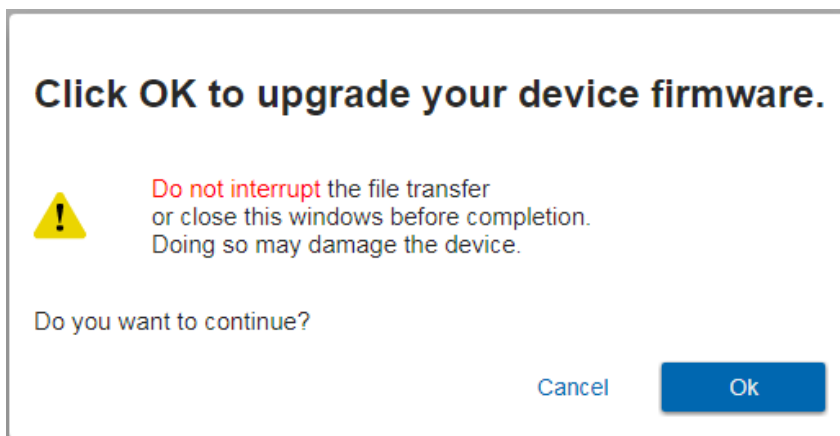 Click OK to upgrade your device firmware.
Do not interrupt the file transfer
or close this windows before completion.
Doing so may damage the device.
Do you want to continue?
Cancel
Ok